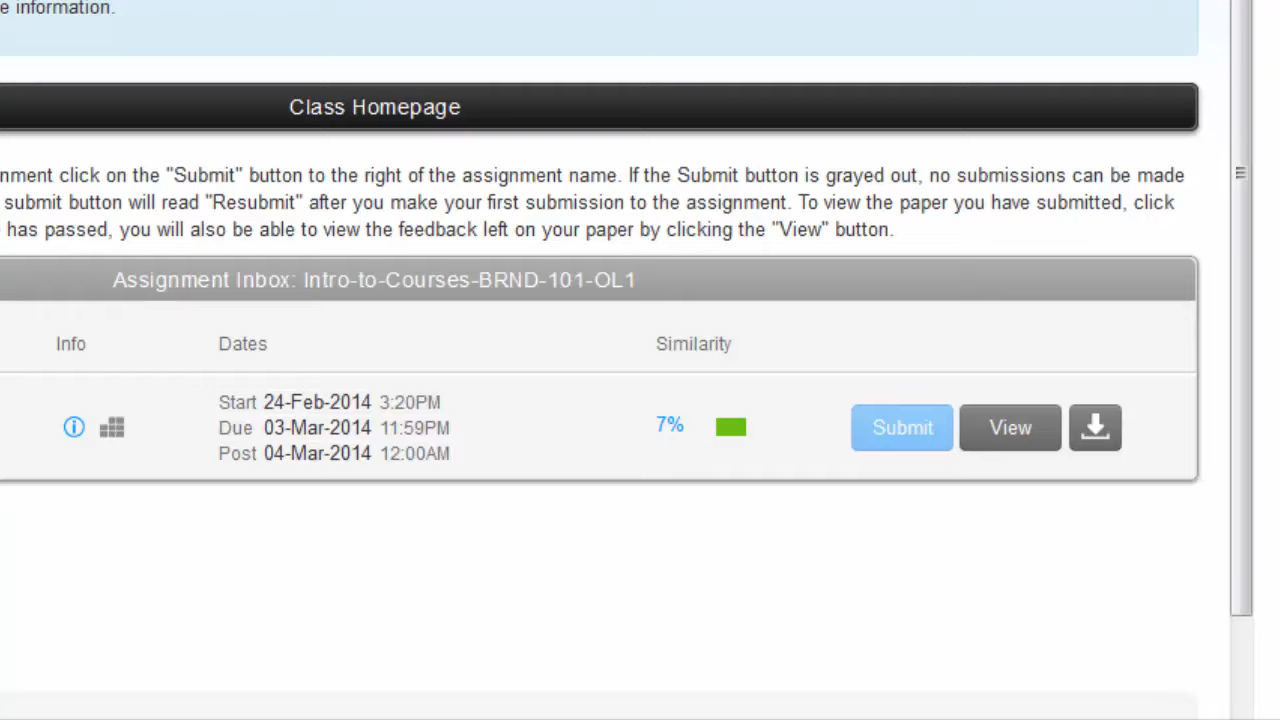 e information.
Class Homepage
nment click on the "Submit" button to the right of the assignment name. If the Submit button is grayed out, no submissions can be made
submit button will read "Resubmit" after you make your first submission to the assignment. To view the paper you have submitted, click
has passed, you will also be able to view the feedback left on your paper by clicking the "View" button.
Assignment Inbox: Intro-to-Courses-BRND-101-OL1
Info Dates Similarity
Start 24-Feb-2014 3:20PM
Due 03-Mar-2014 11:59PM
Post 04-Mar-2014 12:00AM
7%
Submit View